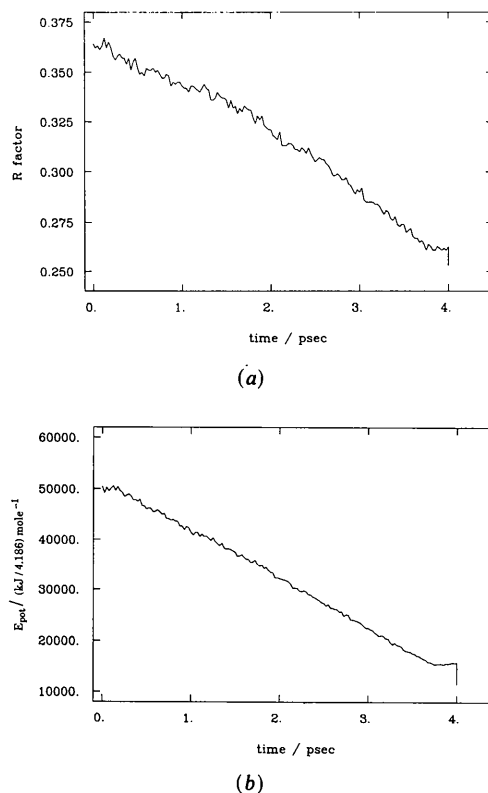 0.375
0.350
0.325
0.300
0.275
0.250
R factor
0. 1. 2. 3. 4.
time / psec
(a)
60000.
50000.
40000.
30000.
20000.
10000.
E_pot / (kJ / 4.186) mole⁻¹
0. 1. 2. 3. 4.
time / psec
(b)